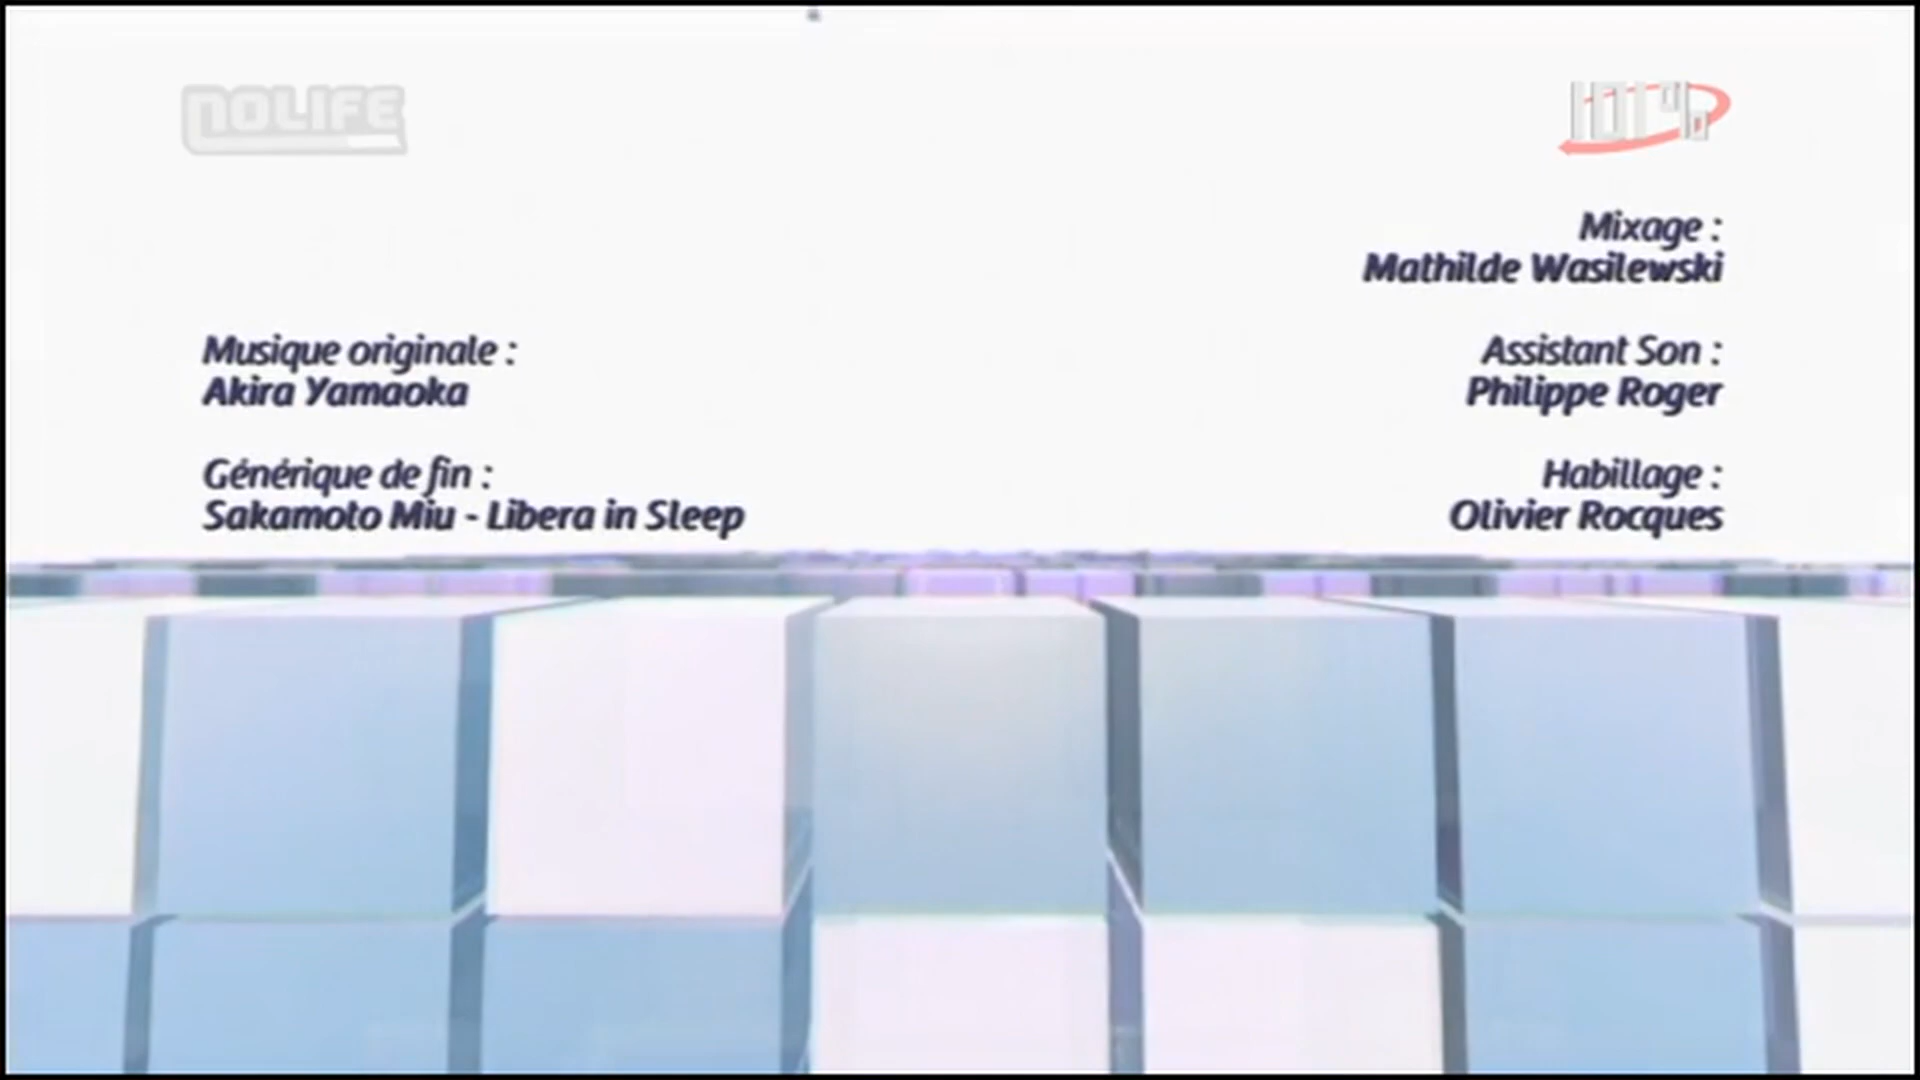 NOLIFE
101%
Musique originale :
Akira Yamaoka
Générique de fin :
Sakamoto Miu - Libera in Sleep
Mixage :
Mathilde Wasilewski
Assistant Son :
Philippe Roger
Habillage :
Olivier Rocques